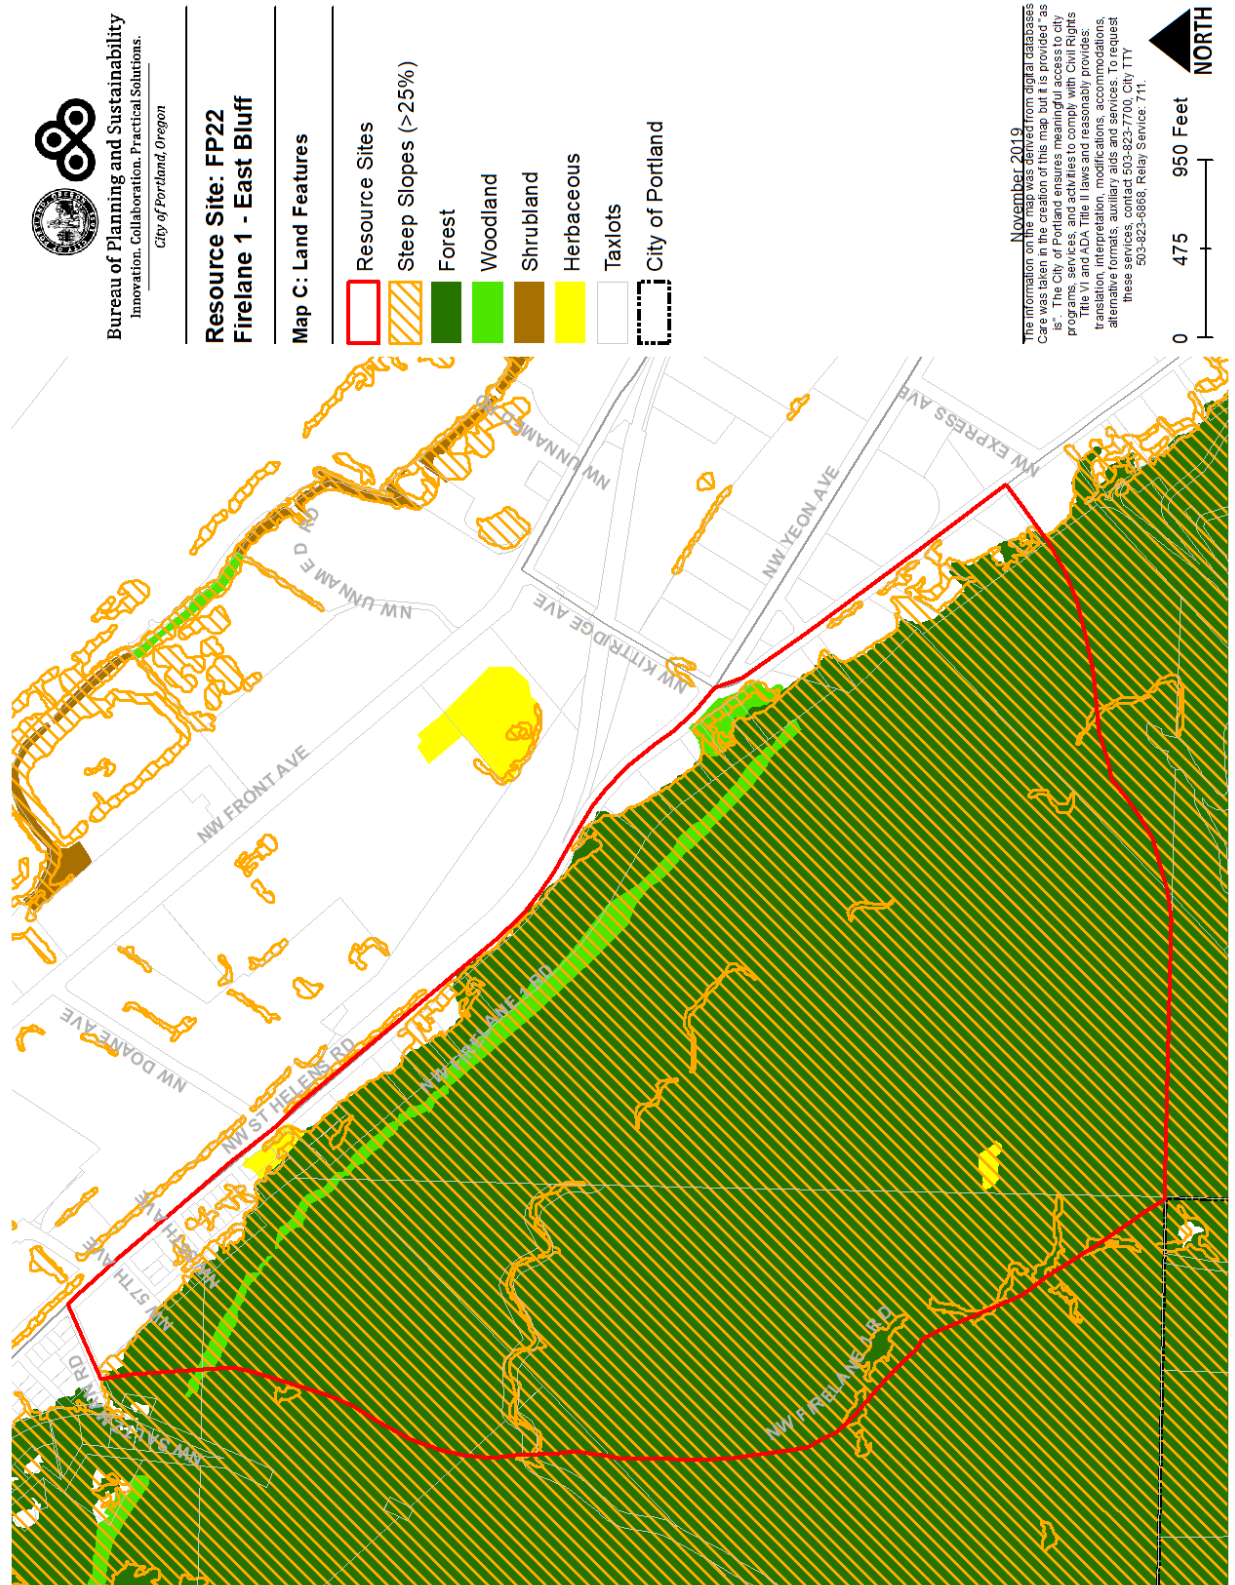 Bureau of Planning and Sustainability
Innovation. Collaboration. Practical Solutions.
City of Portland, Oregon
Resource Site: FP22
Firelane 1 - East Bluff
Map C: Land Features
Resource Sites
Steep Slopes (>25%)
Forest
Woodland
Shrubland
Herbaceous
Taxlots
City of Portland
November 2019
The information on the map was derived from digital databases
Care was taken in the creation of this map but it is provided "as
is". The City of Portland ensures meaningful access to city
programs, services, and activities to comply with Civil Rights
Title VI and ADA Title II laws and reasonably provides:
translation, interpretation, modifications, accommodations,
alternative formats, auxiliary aids and services. To request
these services, contact 503-823-7700, City TTY
503-823-6868, Relay Service: 711.
0 475 950 Feet
NORTH
NW UNNAMED RD
NW UNNAMED
NW FRONT AVE
NW KITTRIDGE AVE
NW YEON AVE
NW EXPRESS AVE
NW DOANE AVE
NW ST HELENS RD
NW FIRELANE 1 RD
NW 57TH AVE
NW SALTZMAN RD
NW FIRELANE 1 RD